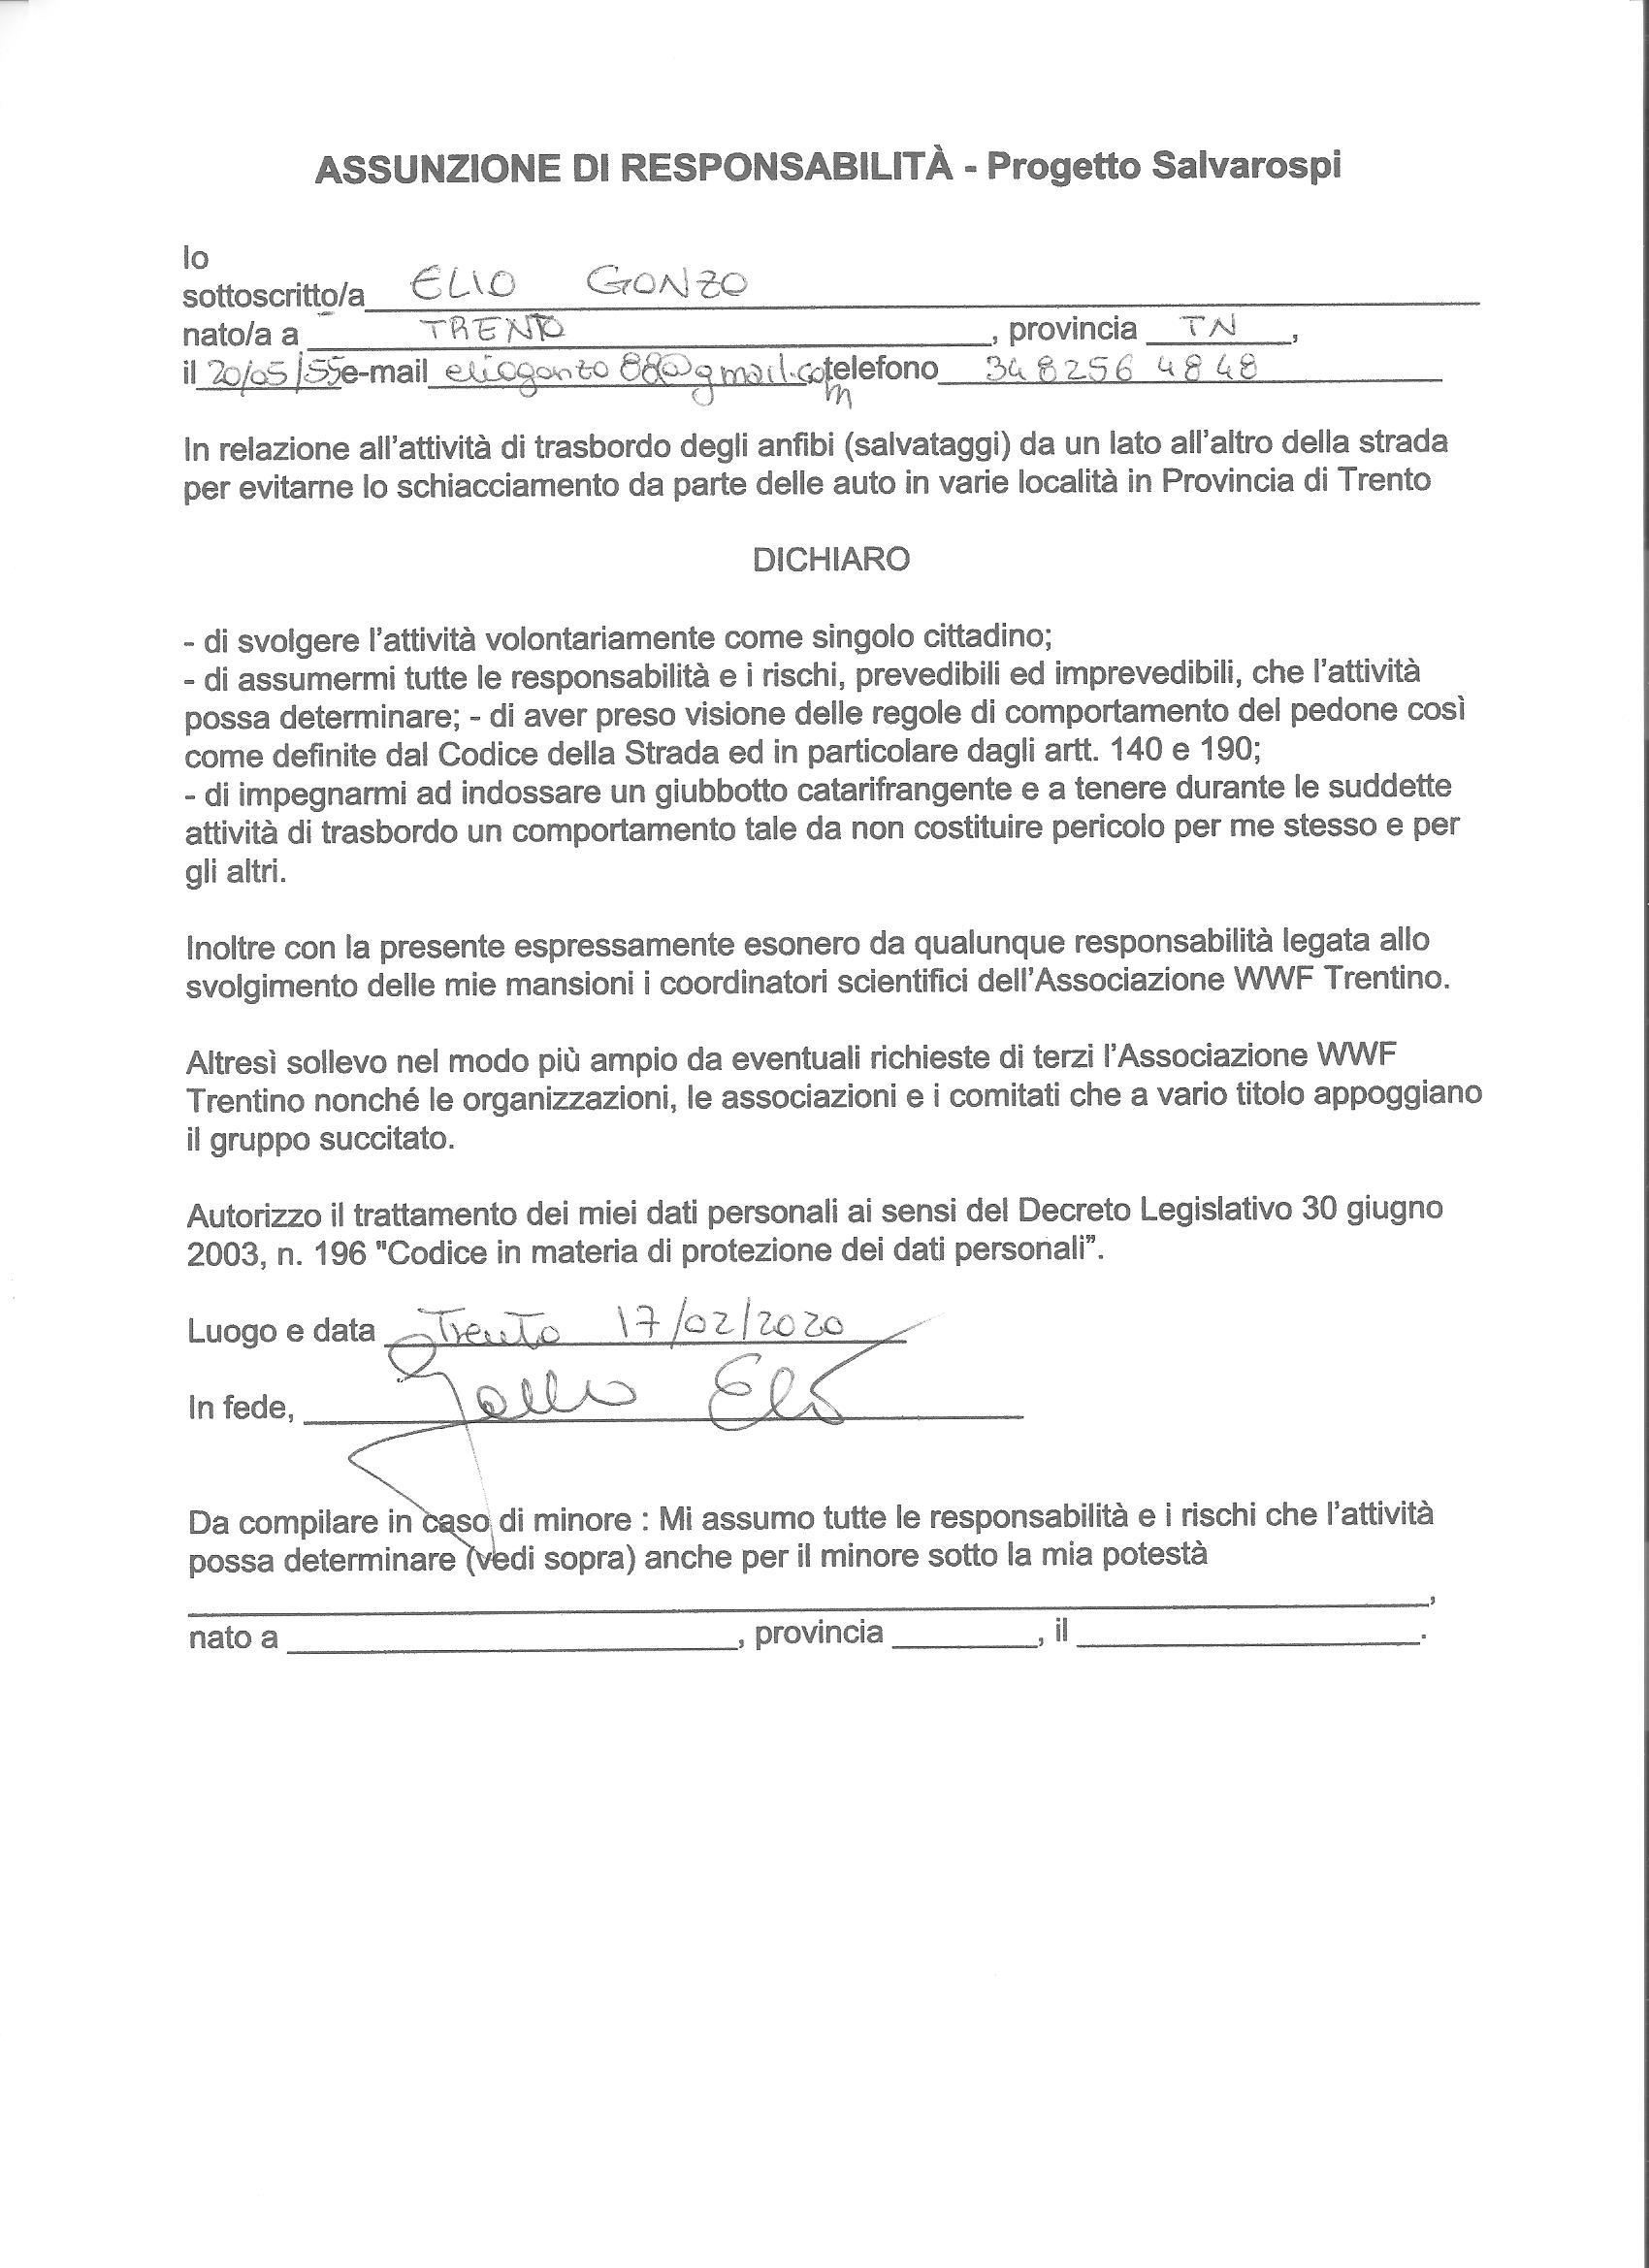 ASSUNZIONE DI RESPONSABILITÀ - Progetto Salvarospi
Io
sottoscritto/a ELIO GONZO
nato/a a TRENTO, provincia TN,
il 20/05/55 e-mail eliogonzo88@gmail.com telefono 348256 4848
In relazione all'attività di trasbordo degli anfibi (salvataggi) da un lato all'altro della strada
per evitarne lo schiacciamento da parte delle auto in varie località in Provincia di Trento
DICHIARO
- di svolgere l'attività volontariamente come singolo cittadino;
- di assumermi tutte le responsabilità e i rischi, prevedibili ed imprevedibili, che l'attività
possa determinare; - di aver preso visione delle regole di comportamento del pedone così
come definite dal Codice della Strada ed in particolare dagli artt. 140 e 190;
- di impegnarmi ad indossare un giubbotto catarifrangente e a tenere durante le suddette
attività di trasbordo un comportamento tale da non costituire pericolo per me stesso e per
gli altri.
Inoltre con la presente espressamente esonero da qualunque responsabilità legata allo
svolgimento delle mie mansioni i coordinatori scientifici dell'Associazione WWF Trentino.
Altresì sollevo nel modo più ampio da eventuali richieste di terzi l'Associazione WWF
Trentino nonché le organizzazioni, le associazioni e i comitati che a vario titolo appoggiano
il gruppo succitato.
Autorizzo il trattamento dei miei dati personali ai sensi del Decreto Legislativo 30 giugno
2003, n. 196 "Codice in materia di protezione dei dati personali".
Luogo e data Trento 17/02/2020
In fede,
Da compilare in caso di minore : Mi assumo tutte le responsabilità e i rischi che l'attività
possa determinare (vedi sopra) anche per il minore sotto la mia potestà
,
nato a , provincia , il .